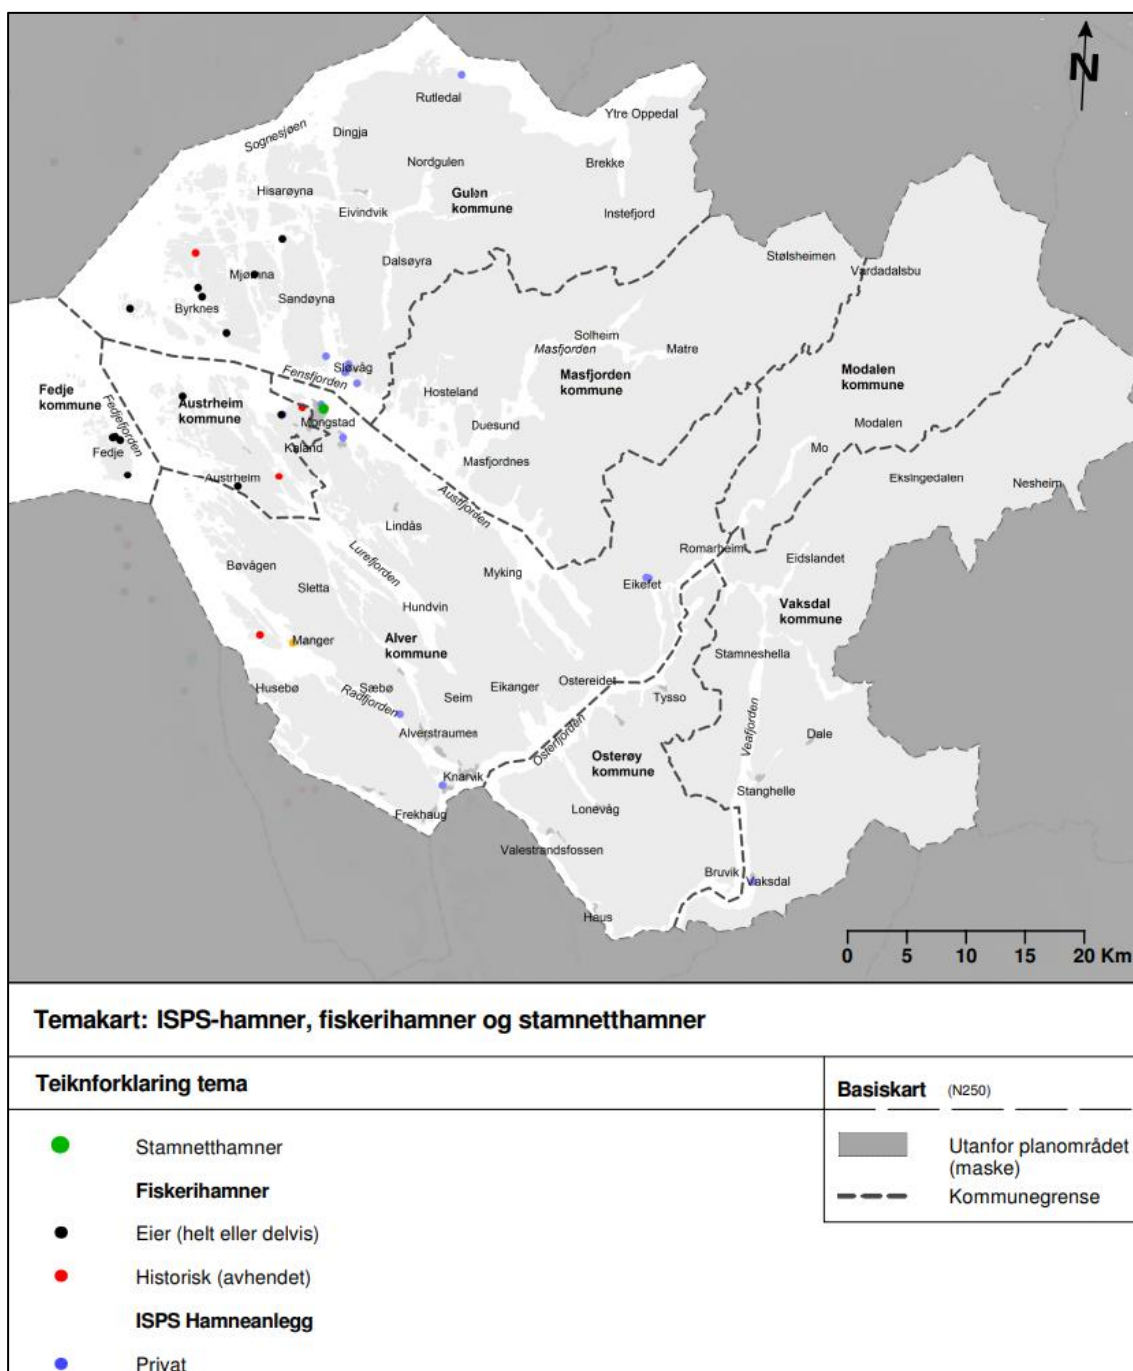 N
Rutledal
Ytre Oppedal
Sognesjøen
Dingja
Nordgulen
Brekke
Hisarøyna
Gulen
kommune
Eivindvik
Instefjord
Dalsøyra
Stølsheimen
Vardadalsbu
Mjømna
Sandøyna
Byrknes
Solheim
Masfjorden
Matre
Sløvåg
Fensfjorden
Masfjorden
kommune
Modalen
kommune
Fedje
kommune
Fedjefjorden
Austrheim
kommune
Hosteland
Mongstad
Duesund
Modalen
Fedje
Kaland
Mo
Masfjordnes
Austrheim
Eksingedalen
Nesheim
Austfjorden
Lindås
Romarheim
Eidslandet
Bøvågen
Lurefjorden
Myking
Eikefet
Sletta
Hundvin
Vaksdal
kommune
Manger
Alver
kommune
Stamneshella
Husebø
Sæbø
Radfjorden
Seim
Eikanger
Ostereidet
Tysso
Veafjorden
Alverstraumen
Osterfjorden
Dale
Osterøy
kommune
Knarvik
Stanghelle
Frekhaug
Lonevåg
Valestrandsfossen
Bruvik
Vaksdal
Haus
0 5 10 15 20 Km
Temakart: ISPS-hamner, fiskerihamner og stamnetthamner
Teiknforklaring tema
Stamnetthamner
Fiskerihamner
Eier (helt eller delvis)
Historisk (avhendet)
ISPS Hamneanlegg
Privat
Basiskart (N250)
Utanfor planområdet
(maske)
Kommunegrense